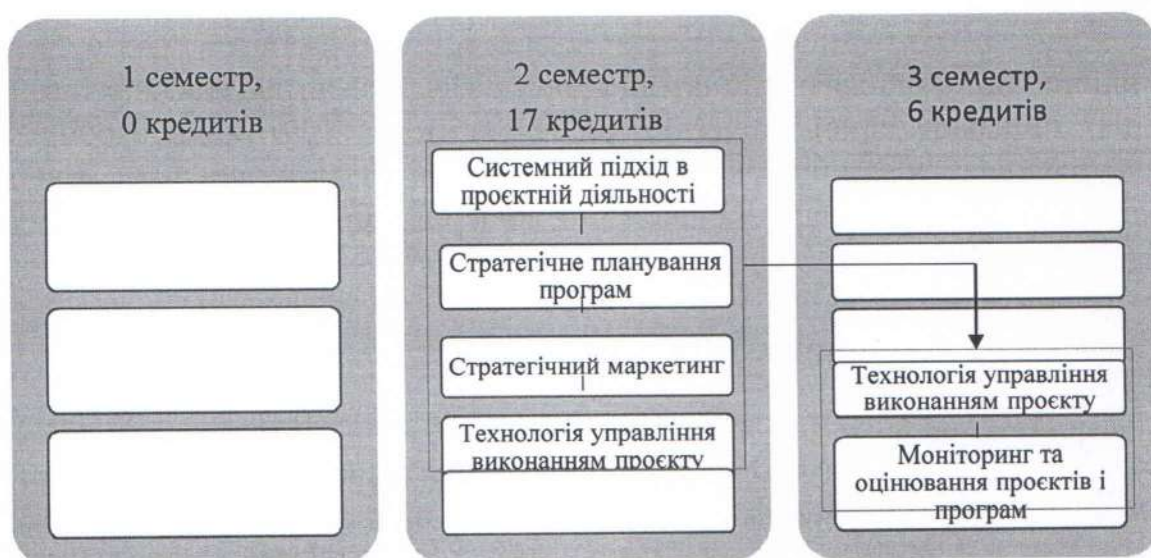 1 семестр,
0 кредитів
2 семестр,
17 кредитів
Системний підхід в
проєктній діяльності
Стратегічне планування
програм
Стратегічний маркетинг
Технологія управління
виконанням проєкту
3 семестр,
6 кредитів
Технологія управління
виконанням проєкту
Моніторинг та
оцінювання проєктів і
програм